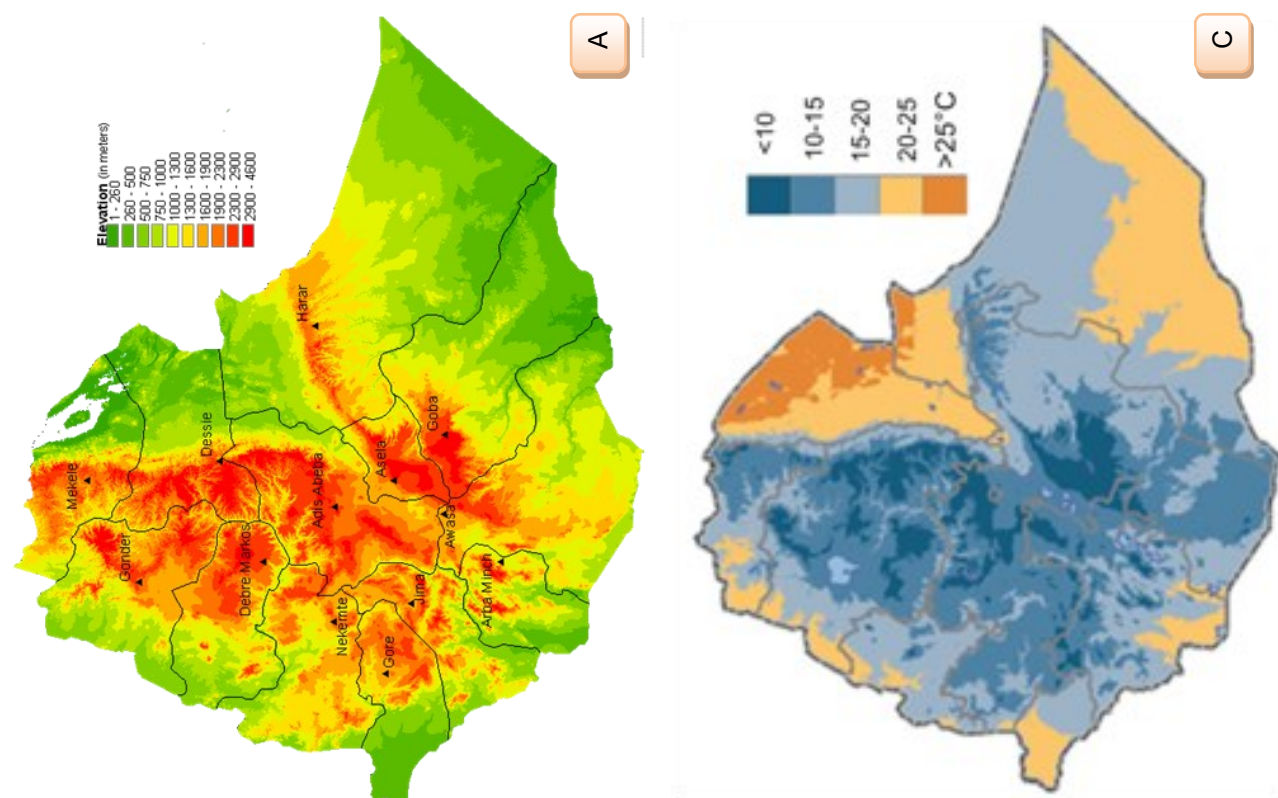 A
Elevation (in meters)
1 - 260
260 - 500
500 - 750
750 - 1000
1000 - 1300
1300 - 1600
1600 - 1900
1900 - 2300
2300 - 2900
2900 - 4600
Mekele
Gonder
Dessie
Debre Markos
Harar
Adis Abeba
Nekemte
Asela
Goba
Gore
Jima
Awasa
Arba Minch
C
<10
10-15
15-20
20-25
>25°C